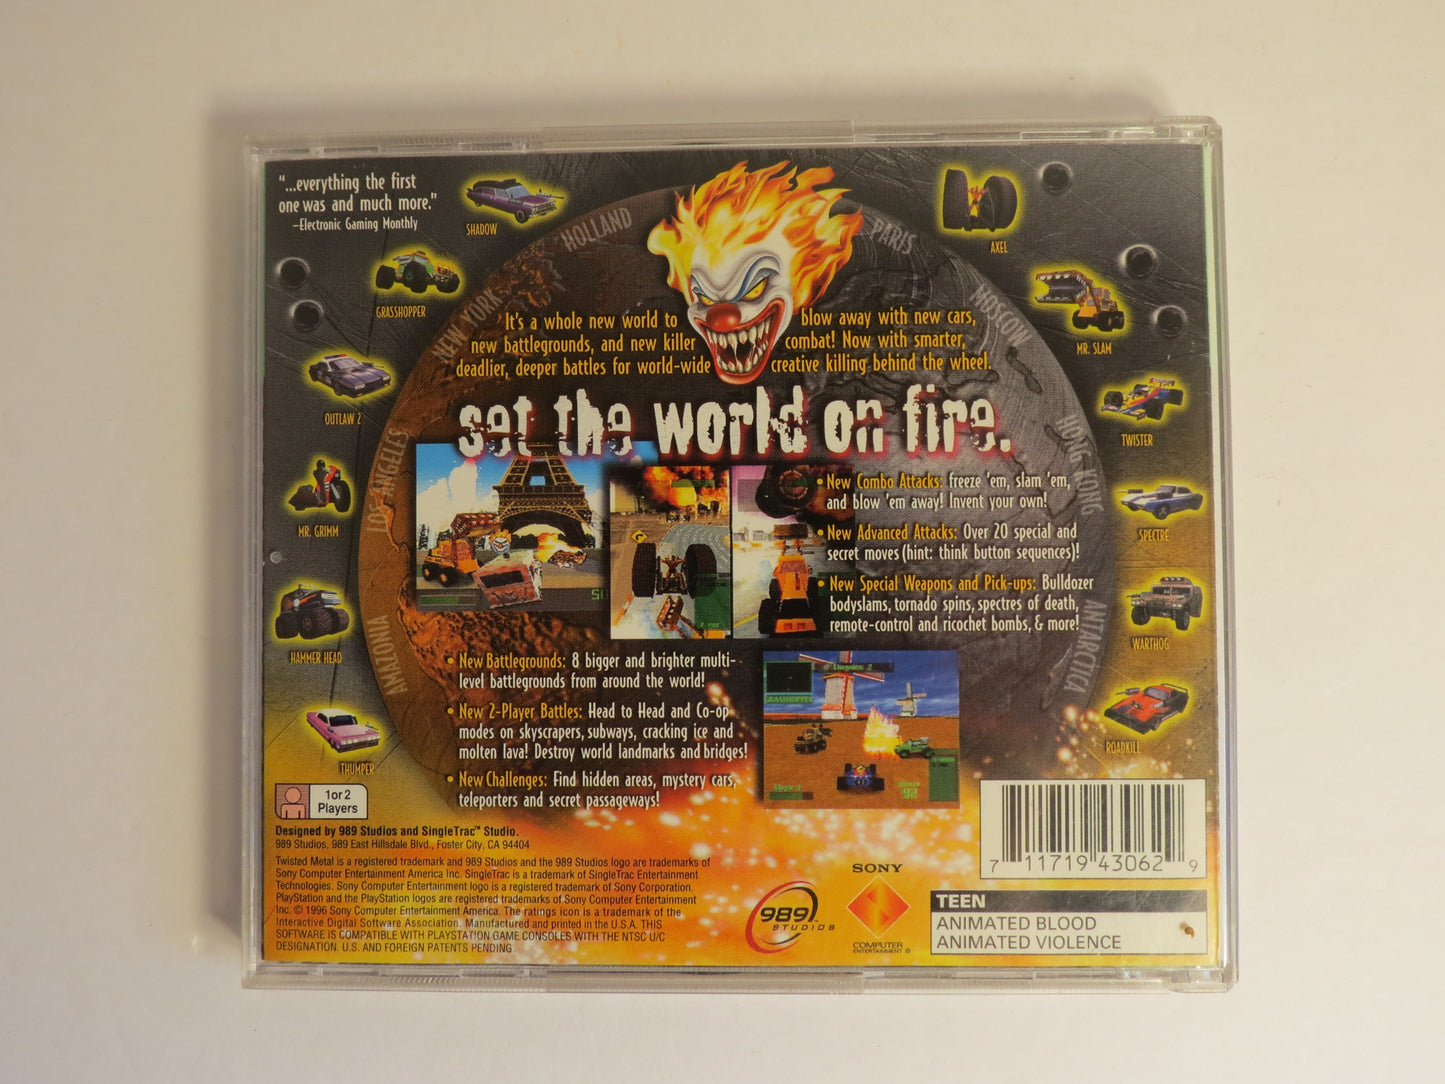 "...everything the first
one was and much more."
–Electronic Gaming Monthly
SHADOW
GRASSHOPPER
OUTLAW 2
MR. GRIMM
HAMMER HEAD
THUMPER
AXEL
MR. SLAM
TWISTER
SPECTRE
WARTHOG
ROADKILL
AMAZONIA
LOS ANGELES
NEW YORK
HOLLAND
PARIS
MOSCOW
HONG KONG
ANTARCTICA
It's a whole new world to blow away with new cars,
new battlegrounds, and new killer combat! Now with smarter,
deadlier, deeper battles for world-wide creative killing behind the wheel.
set the world on fire.
• New Combo Attacks: freeze 'em, slam 'em,
and blow 'em away! Invent your own!
• New Advanced Attacks: Over 20 special and
secret moves (hint: think button sequences)!
• New Special Weapons and Pick-ups: Bulldozer
bodyslams, tornado spins, spectres of death,
remote-control and ricochet bombs, & more!
• New Battlegrounds: 8 bigger and brighter multi-
level battlegrounds from around the world!
• New 2-Player Battles: Head to Head and Co-op
modes on skyscrapers, subways, cracking ice and
molten lava! Destroy world landmarks and bridges!
• New Challenges: Find hidden areas, mystery cars,
teleporters and secret passageways!
Enemies: 2
GRASSHOPPER
1 or 2
Players
Designed by 989 Studios and SingleTrac™ Studio.
989 Studios, 989 East Hillsdale Blvd., Foster City, CA 94404
Twisted Metal is a registered trademark and 989 Studios and the 989 Studios logo are trademarks of
Sony Computer Entertainment America Inc. SingleTrac is a trademark of SingleTrac Entertainment
Technologies. Sony Computer Entertainment logo is a registered trademark of Sony Corporation.
PlayStation and the PlayStation logos are registered trademarks of Sony Computer Entertainment
Inc. © 1996 Sony Computer Entertainment America. The ratings icon is a trademark of the
Interactive Digital Software Association. Manufactured and printed in the U.S.A. THIS
SOFTWARE IS COMPATIBLE WITH PLAYSTATION GAME CONSOLES WITH THE NTSC U/C
DESIGNATION. U.S. AND FOREIGN PATENTS PENDING.
989
STUDIOS
SONY
COMPUTER
ENTERTAINMENT ®
7 11719 43062 9
TEEN
ANIMATED BLOOD
ANIMATED VIOLENCE